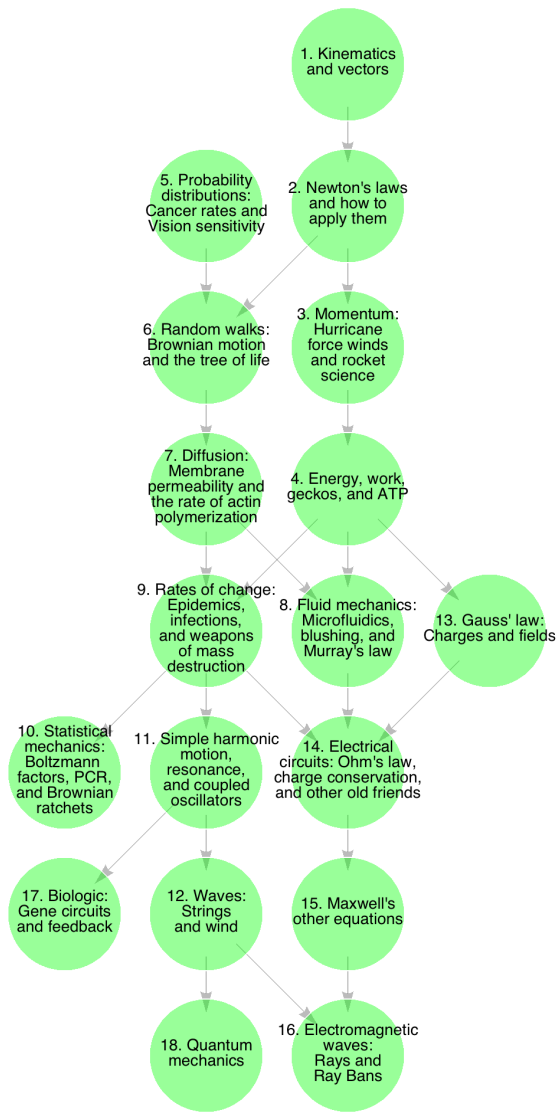 1. Kinematics
and vectors
5. Probability
distributions:
Cancer rates and
Vision sensitivity
2. Newton's laws
and how to
apply them
6. Random walks:
Brownian motion
and the tree of life
3. Momentum:
Hurricane
force winds
and rocket
science
7. Diffusion:
Membrane
permeability and
the rate of actin
polymerization
4. Energy, work,
geckos, and ATP
9. Rates of change:
Epidemics,
infections,
and weapons
of mass
destruction
8. Fluid mechanics:
Microfluidics,
blushing, and
Murray's law
13. Gauss' law:
Charges and fields
10. Statistical
mechanics:
Boltzmann
factors, PCR,
and Brownian
ratchets
11. Simple harmonic
motion,
resonance,
and coupled
oscillators
14. Electrical
circuits: Ohm's law,
charge conservation,
and other old friends
17. Biologic:
Gene circuits
and feedback
12. Waves:
Strings
and wind
15. Maxwell's
other equations
18. Quantum
mechanics
16. Electromagnetic
waves:
Rays and
Ray Bans